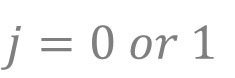 j = 0 or 1